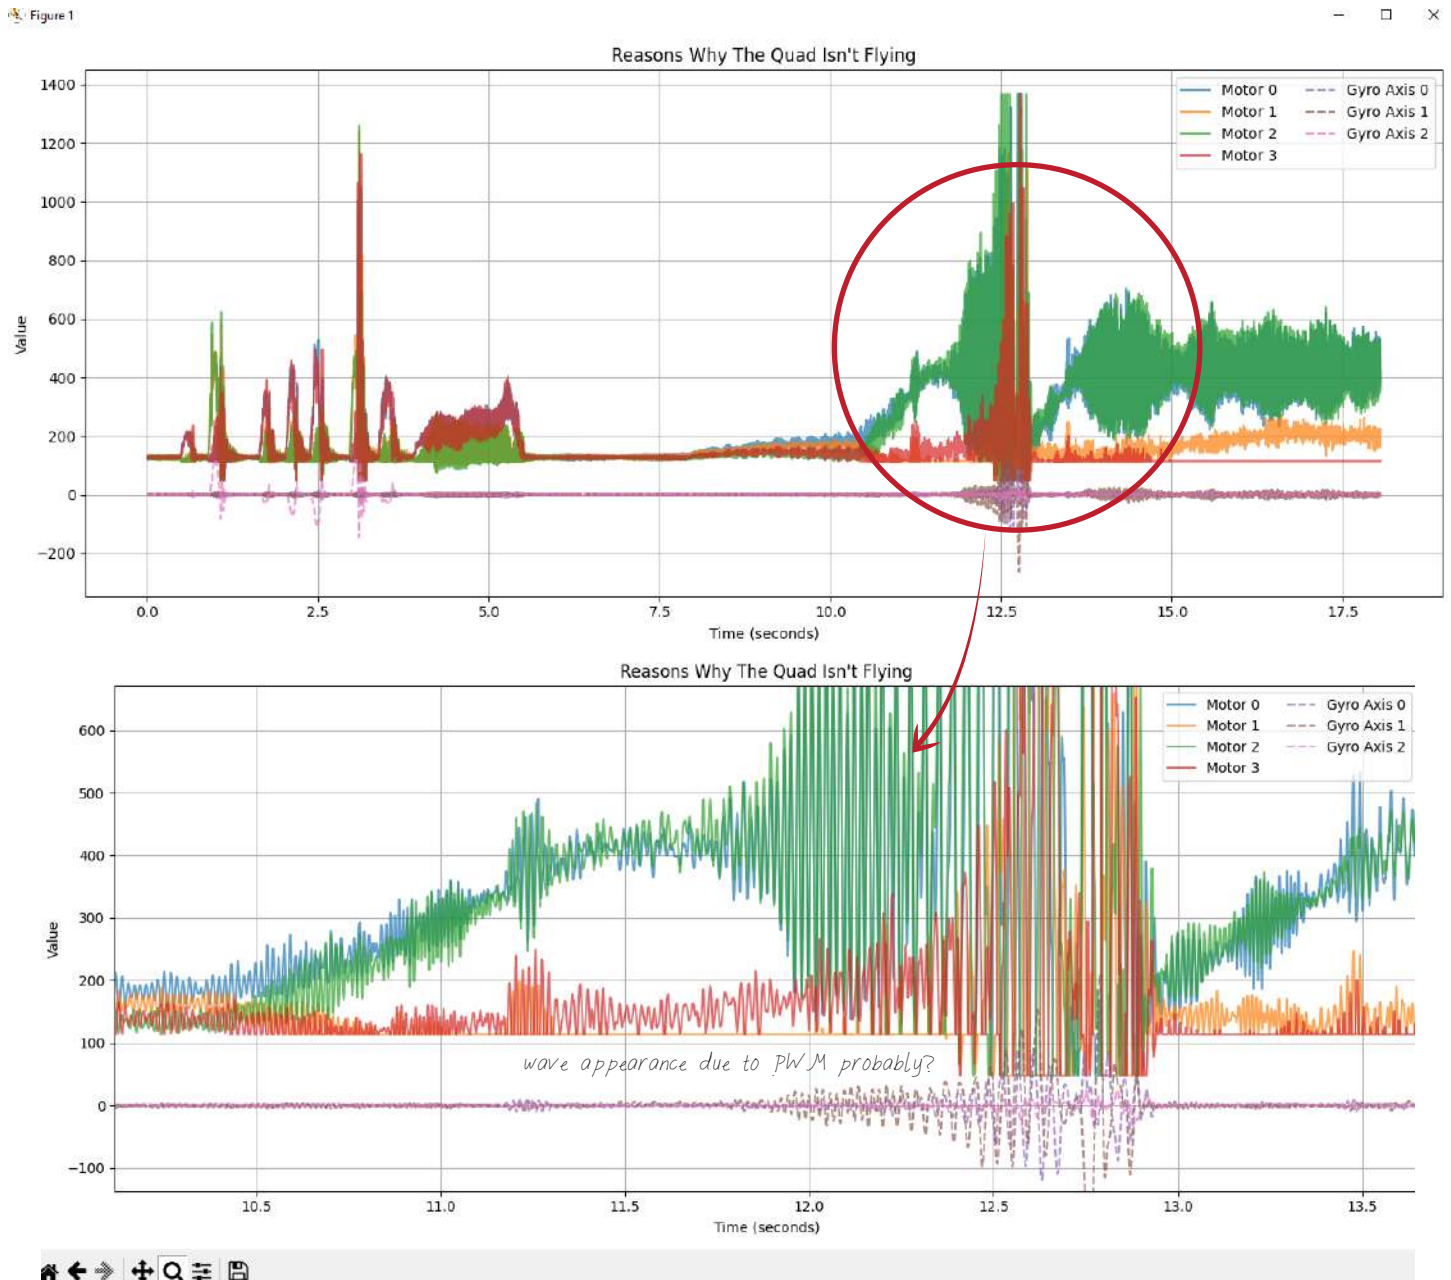 Figure 1
Reasons Why The Quad Isn't Flying
1400
1200
1000
800
600
400
200
0
−200
Value
Motor 0
Motor 1
Motor 2
Motor 3
Gyro Axis 0
Gyro Axis 1
Gyro Axis 2
0.0 2.5 5.0 7.5 10.0 12.5 15.0 17.5
Time (seconds)
Reasons Why The Quad Isn't Flying
600
500
400
300
200
100
0
−100
Value
Motor 0
Motor 1
Motor 2
Motor 3
Gyro Axis 0
Gyro Axis 1
Gyro Axis 2
wave appearance due to PWM probably?
10.5 11.0 11.5 12.0 12.5 13.0 13.5
Time (seconds)